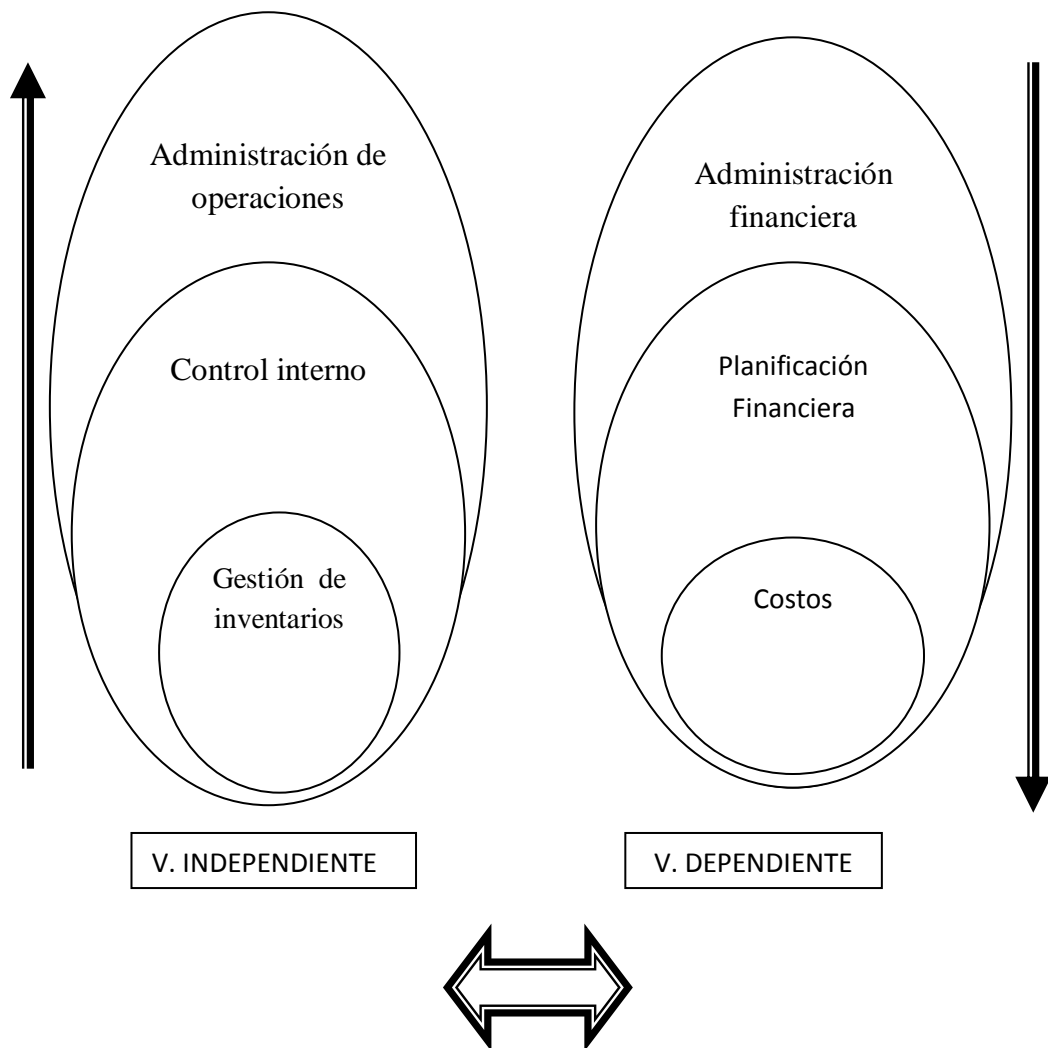 Administración de
operaciones
Control interno
Gestión de
inventarios
V. INDEPENDIENTE
Administración
financiera
Planificación
Financiera
Costos
V. DEPENDIENTE